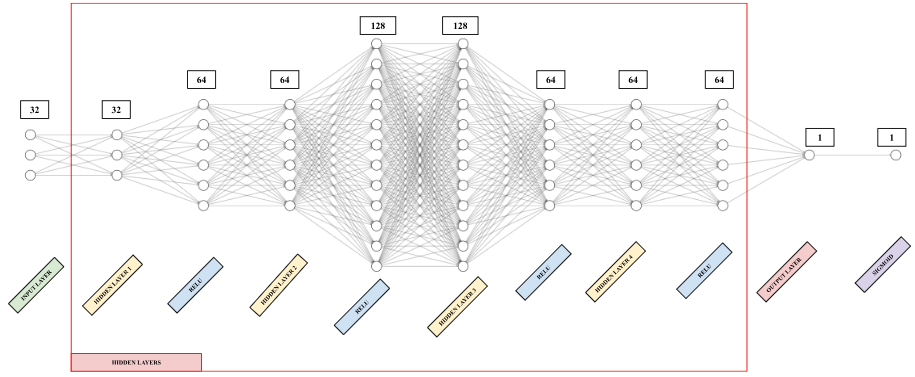 128
128
64
64
64
64
64
32
32
1
1
INPUT LAYER
HIDDEN LAYER 1
RELU
HIDDEN LAYER 2
RELU
HIDDEN LAYER 3
RELU
HIDDEN LAYER 4
RELU
OUTPUT LAYER
SIGMOID
HIDDEN LAYERS